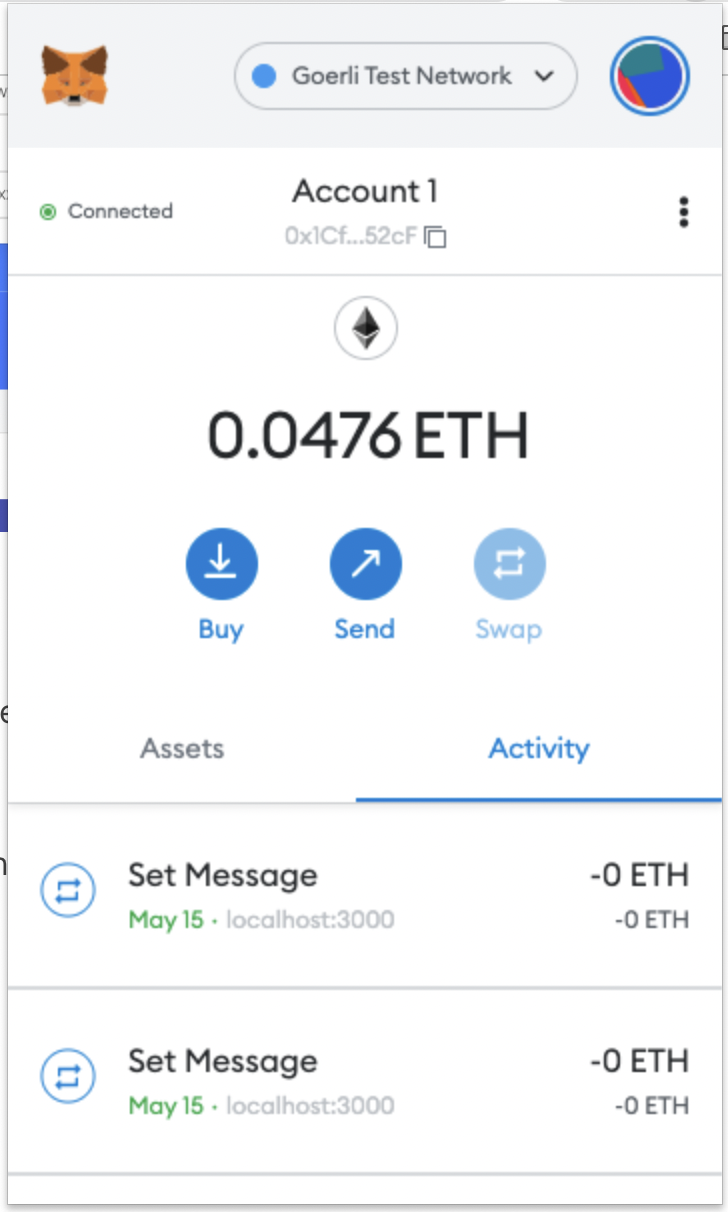 Goerli Test Network
Account 1
Connected
0x1Cf...52cF
0.0476 ETH
Buy
Send
Swap
Assets
Activity
Set Message
-0 ETH
May 15 · localhost:3000
-0 ETH
Set Message
-0 ETH
May 15 · localhost:3000
-0 ETH